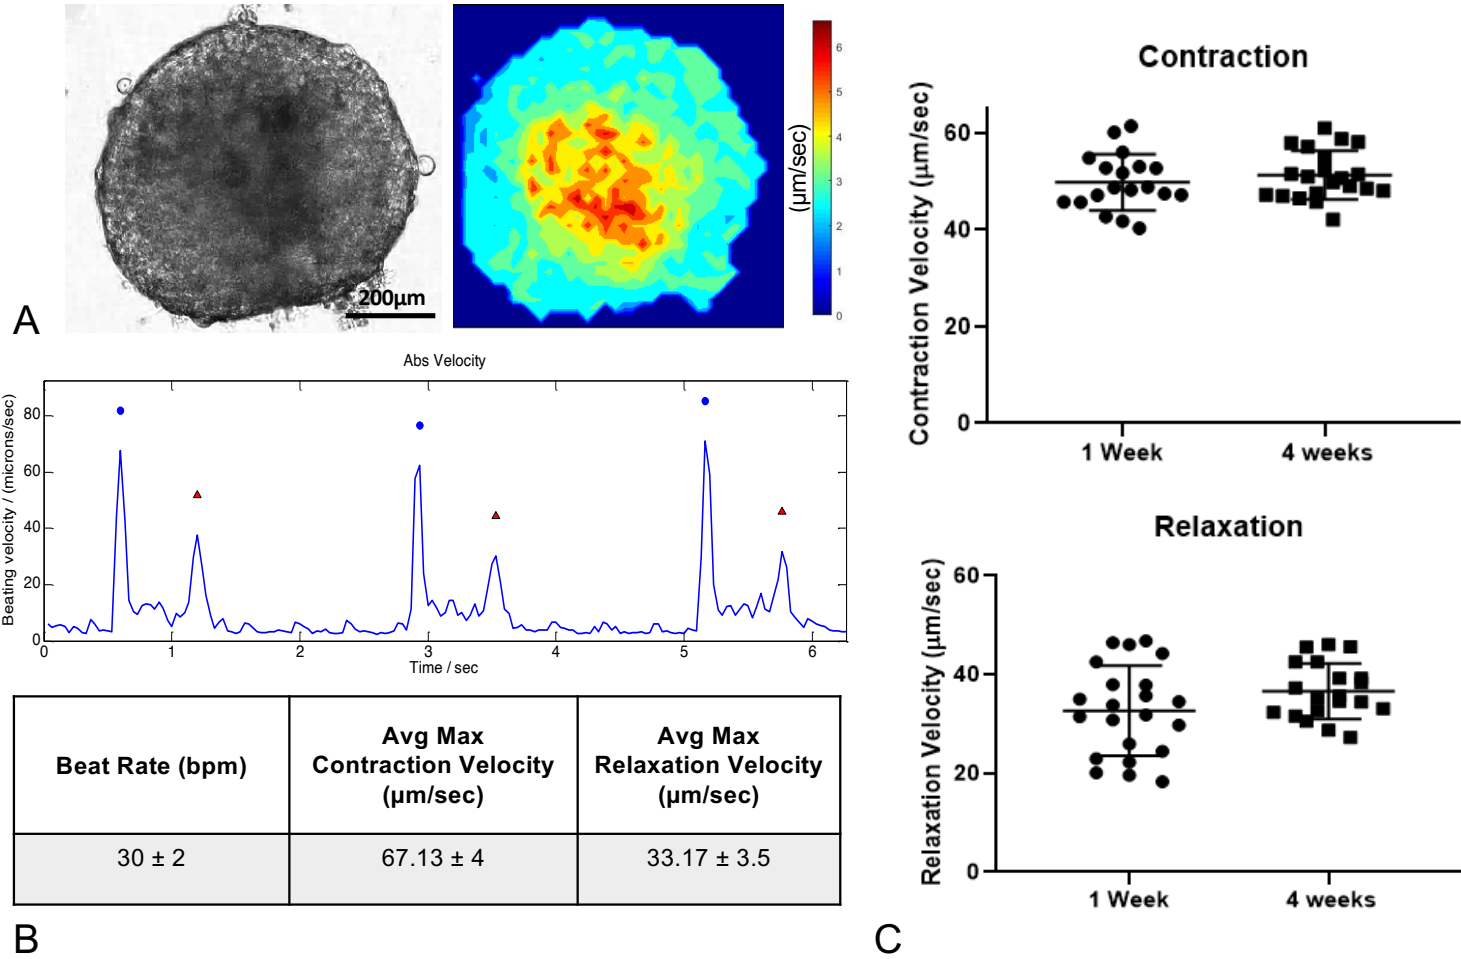 A
200µm
6
5
4
3
2
1
0
(µm/sec)
Abs Velocity
Beating velocity / (microns/sec)
80
60
40
20
0
0 1 2 3 4 5 6
Time / sec
Beat Rate (bpm)
Avg Max
Contraction Velocity
(µm/sec)
Avg Max
Relaxation Velocity
(µm/sec)
30 ± 2
67.13 ± 4
33.17 ± 3.5
B
Contraction
Contraction Velocity (µm/sec)
60
40
20
0
1 Week 4 weeks
Relaxation
Relaxation Velocity (µm/sec)
60
40
20
0
1 Week 4 weeks
C